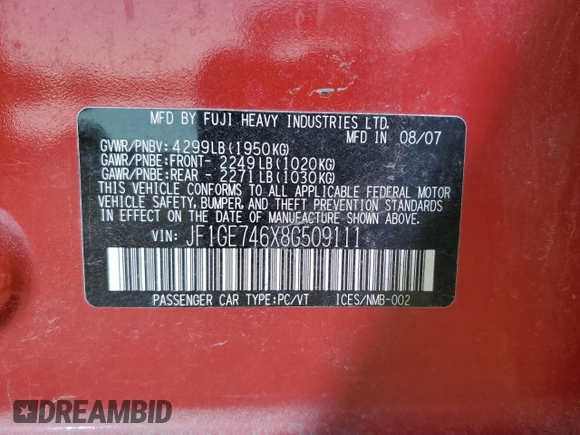 MFD BY FUJI HEAVY INDUSTRIES LTD.
MFD IN 08/07
GVWR/PNBV: 4299LB(1950KG)
GAWR/PNBE:FRONT- 2249LB(1020KG)
GAWR/PNBE:REAR - 2271LB(1030KG)
THIS VEHICLE CONFORMS TO ALL APPLICABLE FEDERAL MOTOR
VEHICLE SAFETY, BUMPER, AND THEFT PREVENTION STANDARDS
IN EFFECT ON THE DATE OF MANUFACTURE SHOWN ABOVE.
VIN: JF1GE746X8G509111
PASSENGER CAR TYPE:PC/VT ICES/NMB-002
DREAMBID